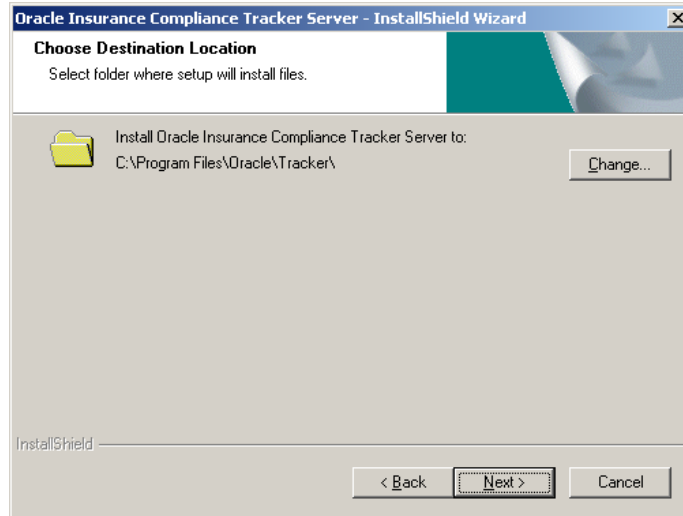 Oracle Insurance Compliance Tracker Server - InstallShield Wizard
Choose Destination Location
Select folder where setup will install files.
Install Oracle Insurance Compliance Tracker Server to:
C:\Program Files\Oracle\Tracker\
Change...
InstallShield
< Back
Next >
Cancel